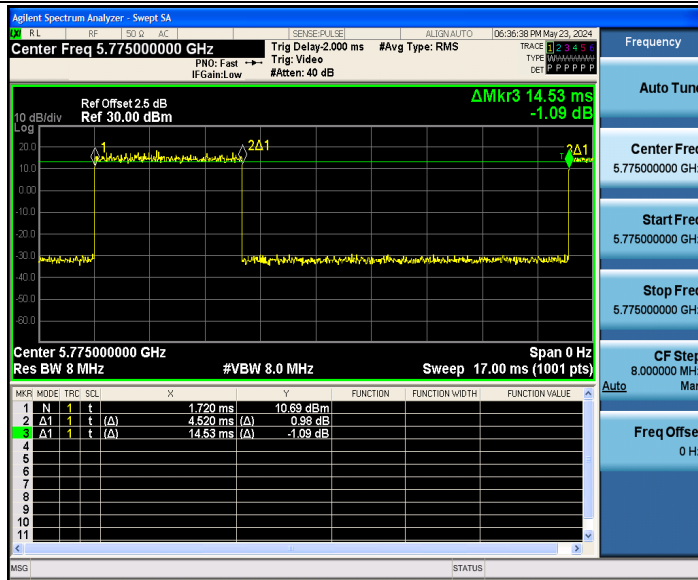 Agilent Spectrum Analyzer - Swept SA
RL RF 50 Ω AC SENSE:PULSE ALIGN AUTO 06:36:38 PM May 23, 2024
Center Freq 5.775000000 GHz
PNO: Fast
IFGain:Low
Trig Delay-2.000 ms
Trig: Video
#Atten: 40 dB
#Avg Type: RMS
TRACE 1 2 3 4 5 6
TYPE
DET P P P P P P
Ref Offset 2.5 dB
10 dB/div Ref 30.00 dBm
Log
ΔMkr3 14.53 ms
-1.09 dB
1
2Δ1
3Δ1
20.0
10.0
0.00
-10.0
-20.0
-30.0
-40.0
-50.0
-60.0
Center 5.775000000 GHz Span 0 Hz
Res BW 8 MHz #VBW 8.0 MHz Sweep 17.00 ms (1001 pts)
MKR MODE TRC SCL X Y FUNCTION FUNCTION WIDTH FUNCTION VALUE
1 N 1 t 1.720 ms 10.69 dBm
2 Δ1 1 t (Δ) 4.520 ms (Δ) 0.98 dB
3 Δ1 1 t (Δ) 14.53 ms (Δ) -1.09 dB
4
5
6
7
8
9
10
11
MSG STATUS
Frequency
Auto Tune
Center Freq
5.775000000 GH
Start Freq
5.775000000 GH
Stop Freq
5.775000000 GH
CF Step
8.000000 MH
Auto Man
Freq Offse
0 H